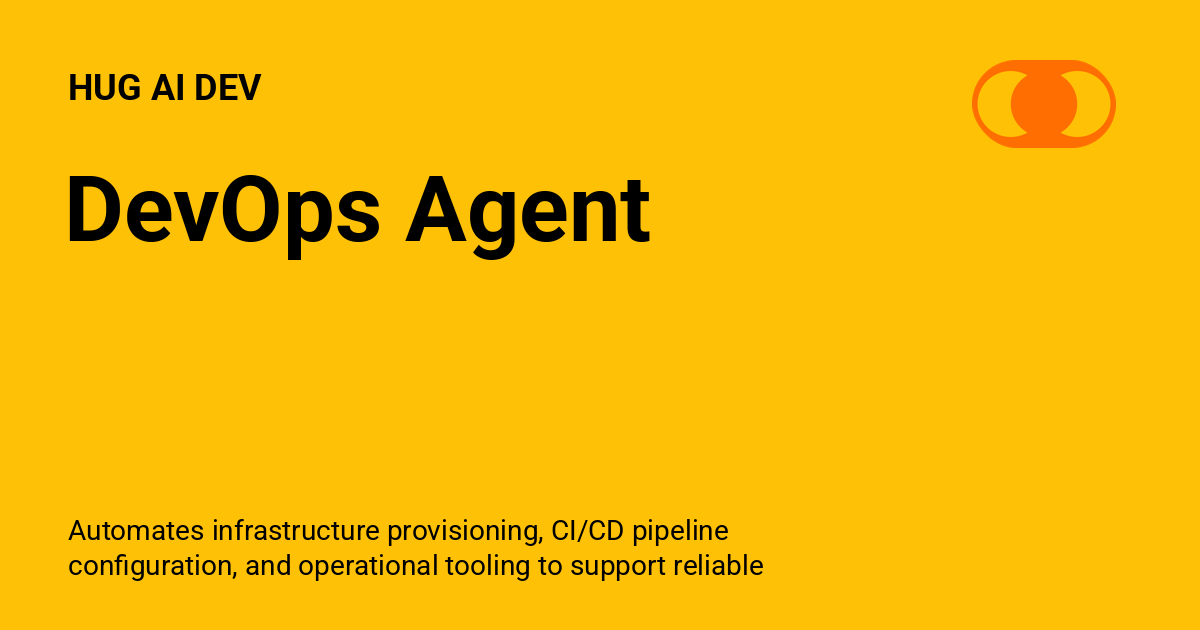 HUG AI DEV
DevOps Agent
Automates infrastructure provisioning, CI/CD pipeline
configuration, and operational tooling to support reliable